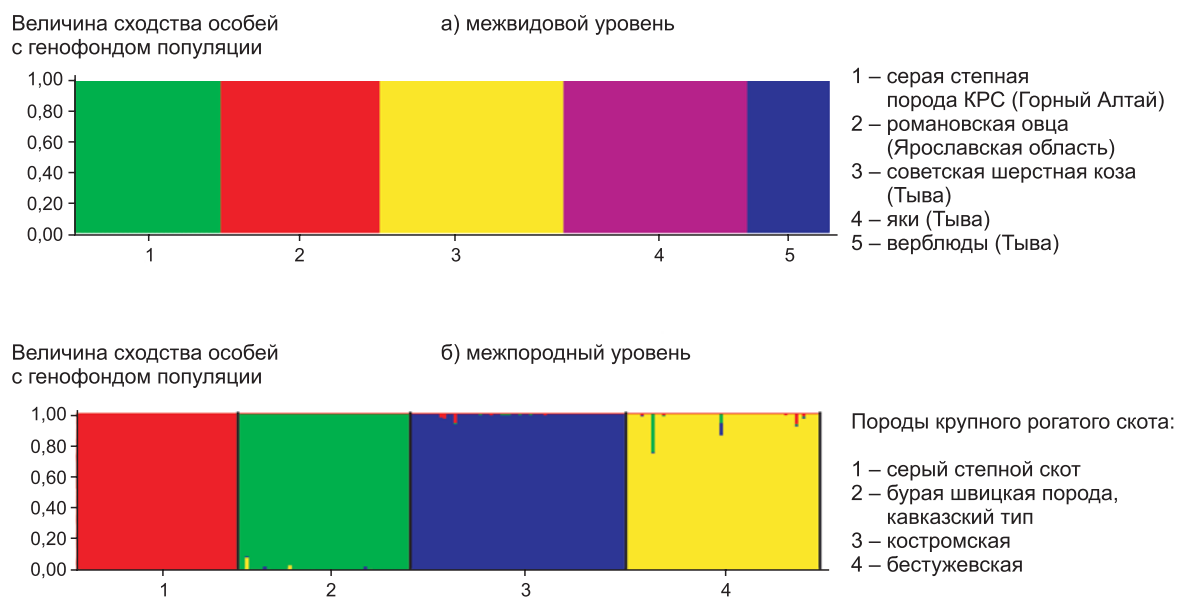 Величина сходства особей
с генофондом популяции
а) межвидовой уровень
1,00
0,80
0,60
0,40
0,20
0,00
1
2
3
4
5
1 – серая степная
порода КРС (Горный Алтай)
2 – романовская овца
(Ярославская область)
3 – советская шерстная коза
(Тыва)
4 – яки (Тыва)
5 – верблюды (Тыва)
Величина сходства особей
с генофондом популяции
б) межпородный уровень
1,00
0,80
0,60
0,40
0,20
0,00
1
2
3
4
Породы крупного рогатого скота:
1 – серый степной скот
2 – бурая швицкая порода,
кавказский тип
3 – костромская
4 – бестужевская